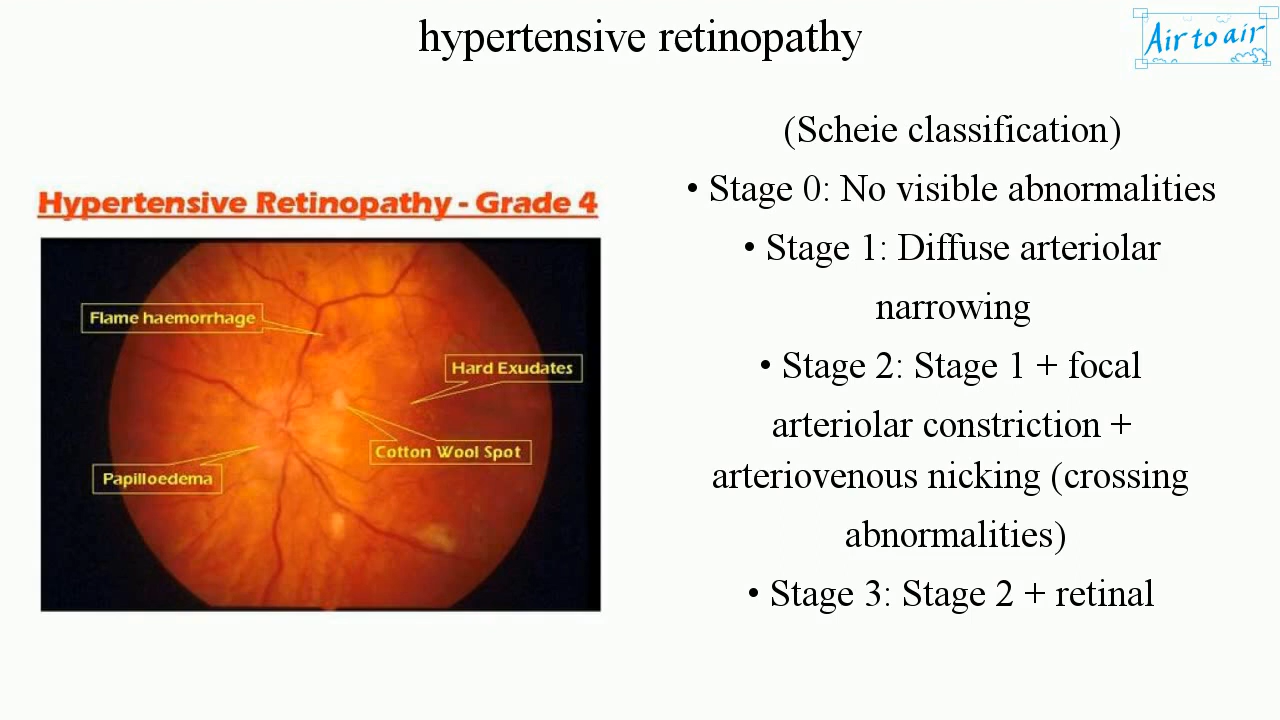 hypertensive retinopathy
Air to air
(Scheie classification)
• Stage 0: No visible abnormalities
• Stage 1: Diffuse arteriolar
narrowing
• Stage 2: Stage 1 + focal
arteriolar constriction +
arteriovenous nicking (crossing
abnormalities)
• Stage 3: Stage 2 + retinal
Hypertensive Retinopathy - Grade 4
Flame haemorrhage
Hard Exudates
Cotton Wool Spot
Papilloedema